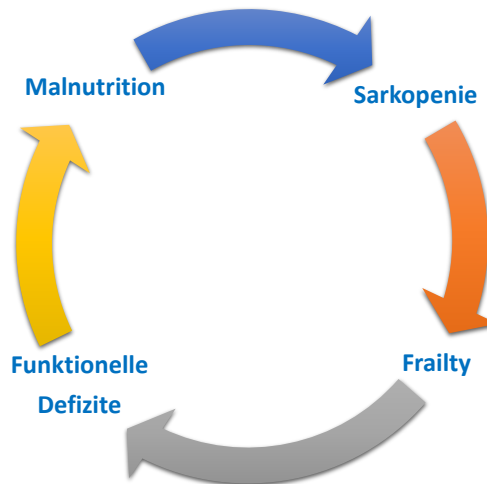 Malnutrition
Sarkopenie
Frailty
Funktionelle
Defizite